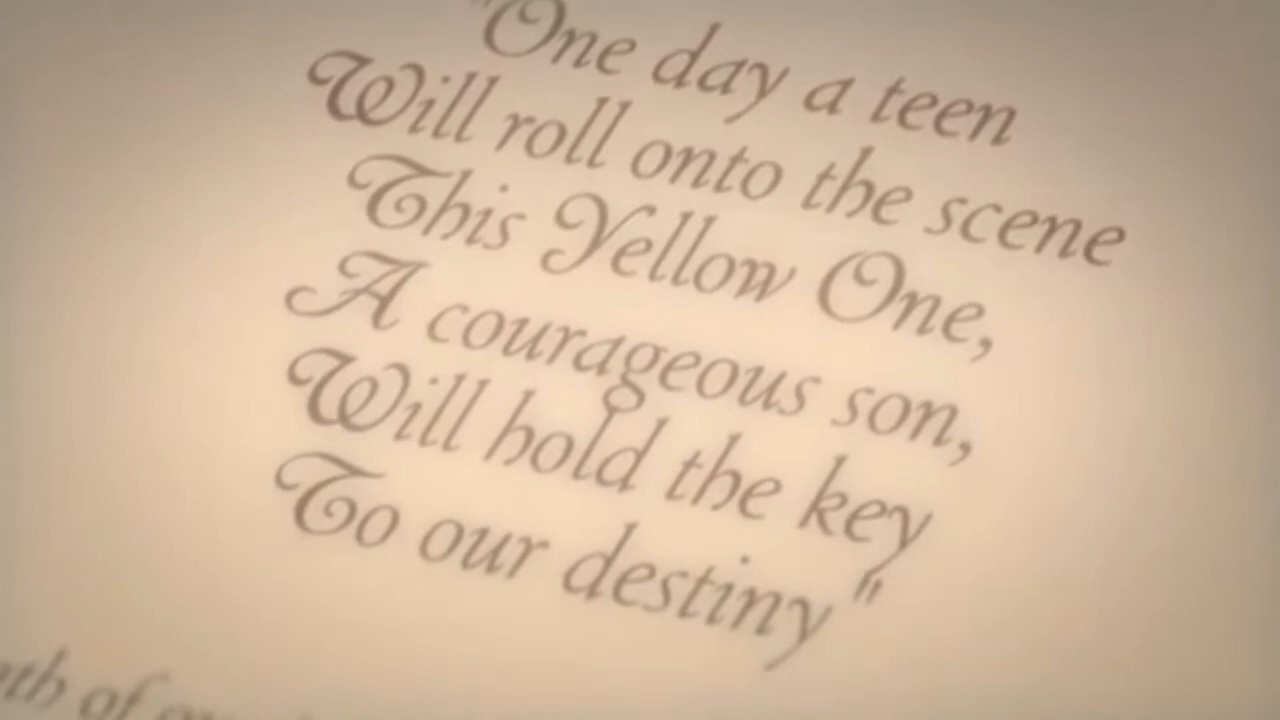 "One day a teen
Will roll onto the scene
This Yellow One,
A courageous son,
Will hold the key
To our destiny"
of